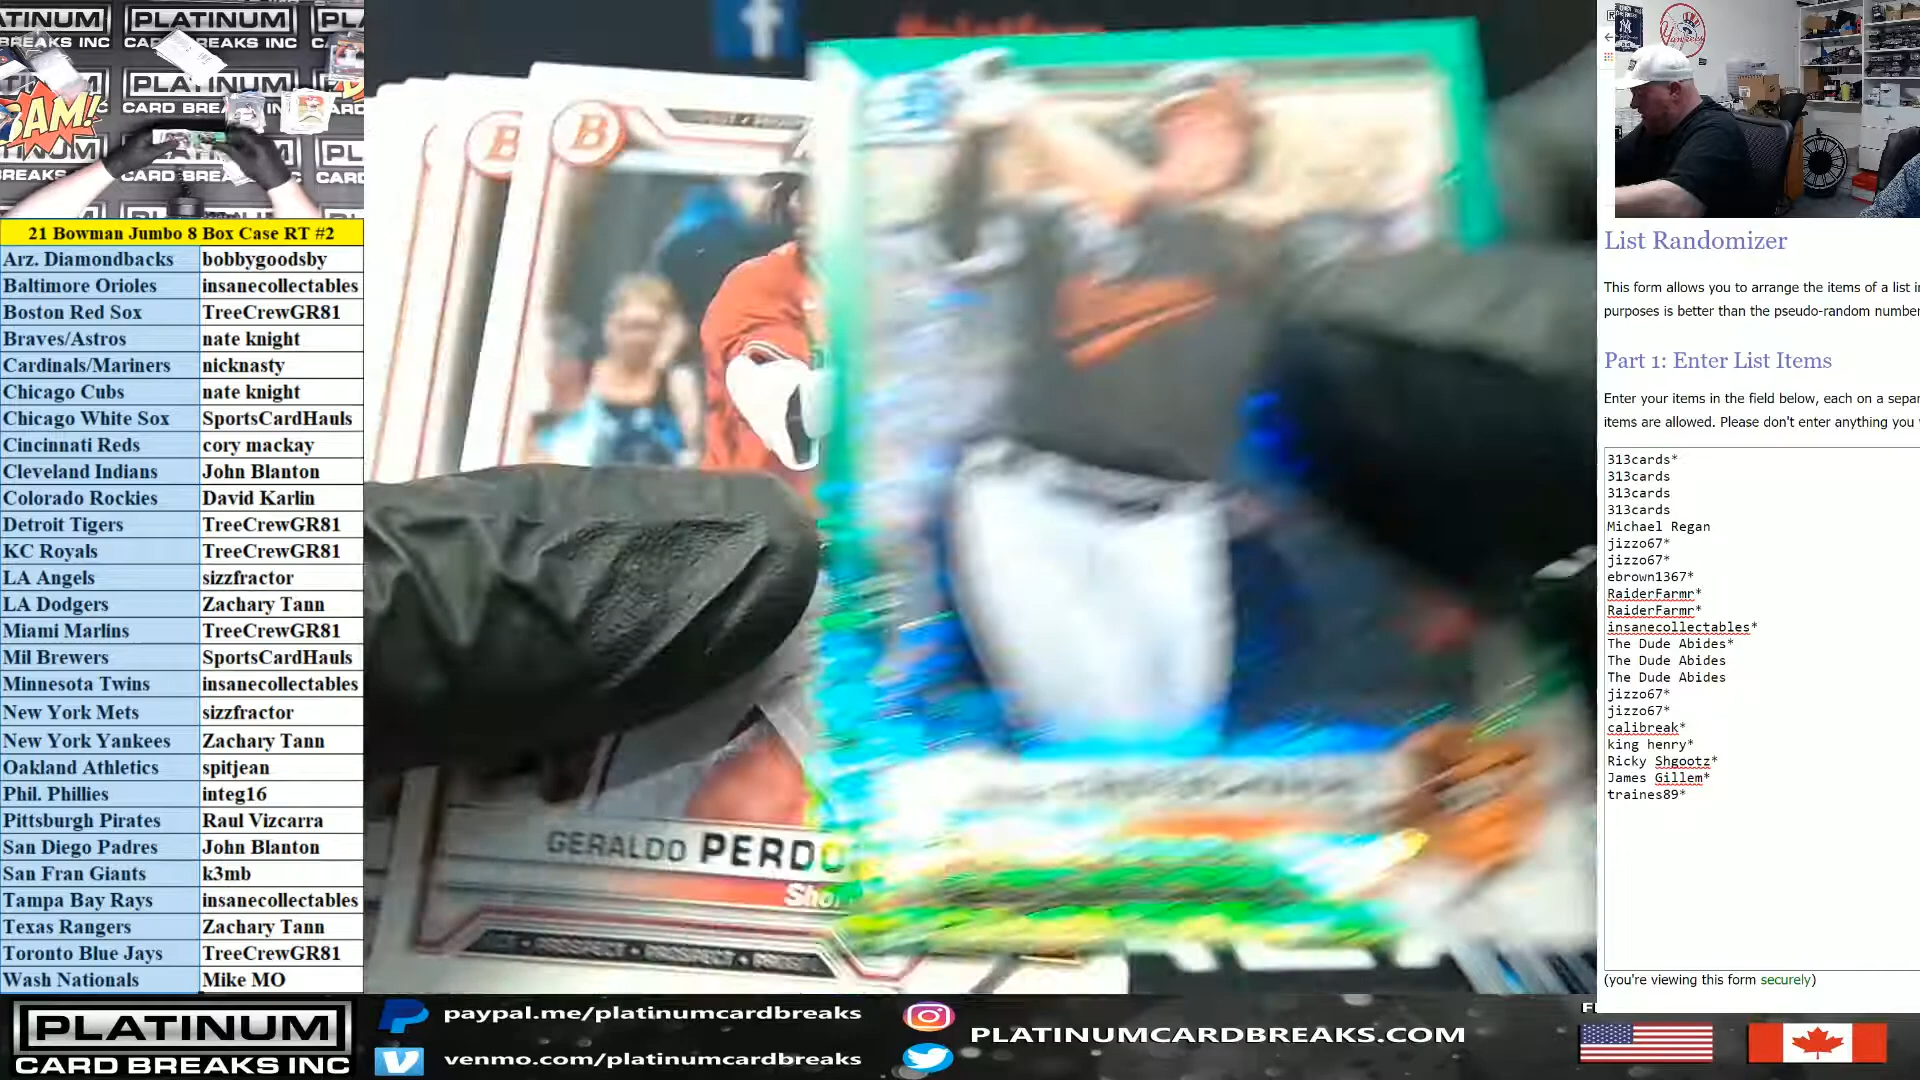 PLATINUM
BREAKS INC
CARD BREAKS INC
PLATINUM
BAM!
21 Bowman Jumbo 8 Box Case RT #2
Arz. Diamondbacks bobbygoodsby
Baltimore Orioles insanecollectables
Boston Red Sox TreeCrewGR81
Braves/Astros nate knight
Cardinals/Mariners nicknasty
Chicago Cubs nate knight
Chicago White Sox SportsCardHauls
Cincinnati Reds cory mackay
Cleveland Indians John Blanton
Colorado Rockies David Karlin
Detroit Tigers TreeCrewGR81
KC Royals TreeCrewGR81
LA Angels sizzfractor
LA Dodgers Zachary Tann
Miami Marlins TreeCrewGR81
Mil Brewers SportsCardHauls
Minnesota Twins insanecollectables
New York Mets sizzfractor
New York Yankees Zachary Tann
Oakland Athletics spitjean
Phil. Phillies integ16
Pittsburgh Pirates Raul Vizcarra
San Diego Padres John Blanton
San Fran Giants k3mb
Tampa Bay Rays insanecollectables
Texas Rangers Zachary Tann
Toronto Blue Jays TreeCrewGR81
Wash Nationals Mike MO
B
B
GERALDO PERDO
Sho
PROSPECT • PROSPECT
Yankees
List Randomizer
This form allows you to arrange the items of a list i
purposes is better than the pseudo-random number
Part 1: Enter List Items
Enter your items in the field below, each on a sepa
items are allowed. Please don't enter anything you
313cards*
313cards
313cards
313cards
Michael Regan
jizzo67*
jizzo67*
ebrown1367*
RaiderFarmr*
RaiderFarmr*
insanecollectables*
The Dude Abides*
The Dude Abides
The Dude Abides
jizzo67*
jizzo67*
calibreak*
king henry*
Ricky Shgootz*
James Gillem*
traines89*
(you're viewing this form securely)
PLATINUM
CARD BREAKS INC
paypal.me/platinumcardbreaks
venmo.com/platinumcardbreaks
PLATINUMCARDBREAKS.COM